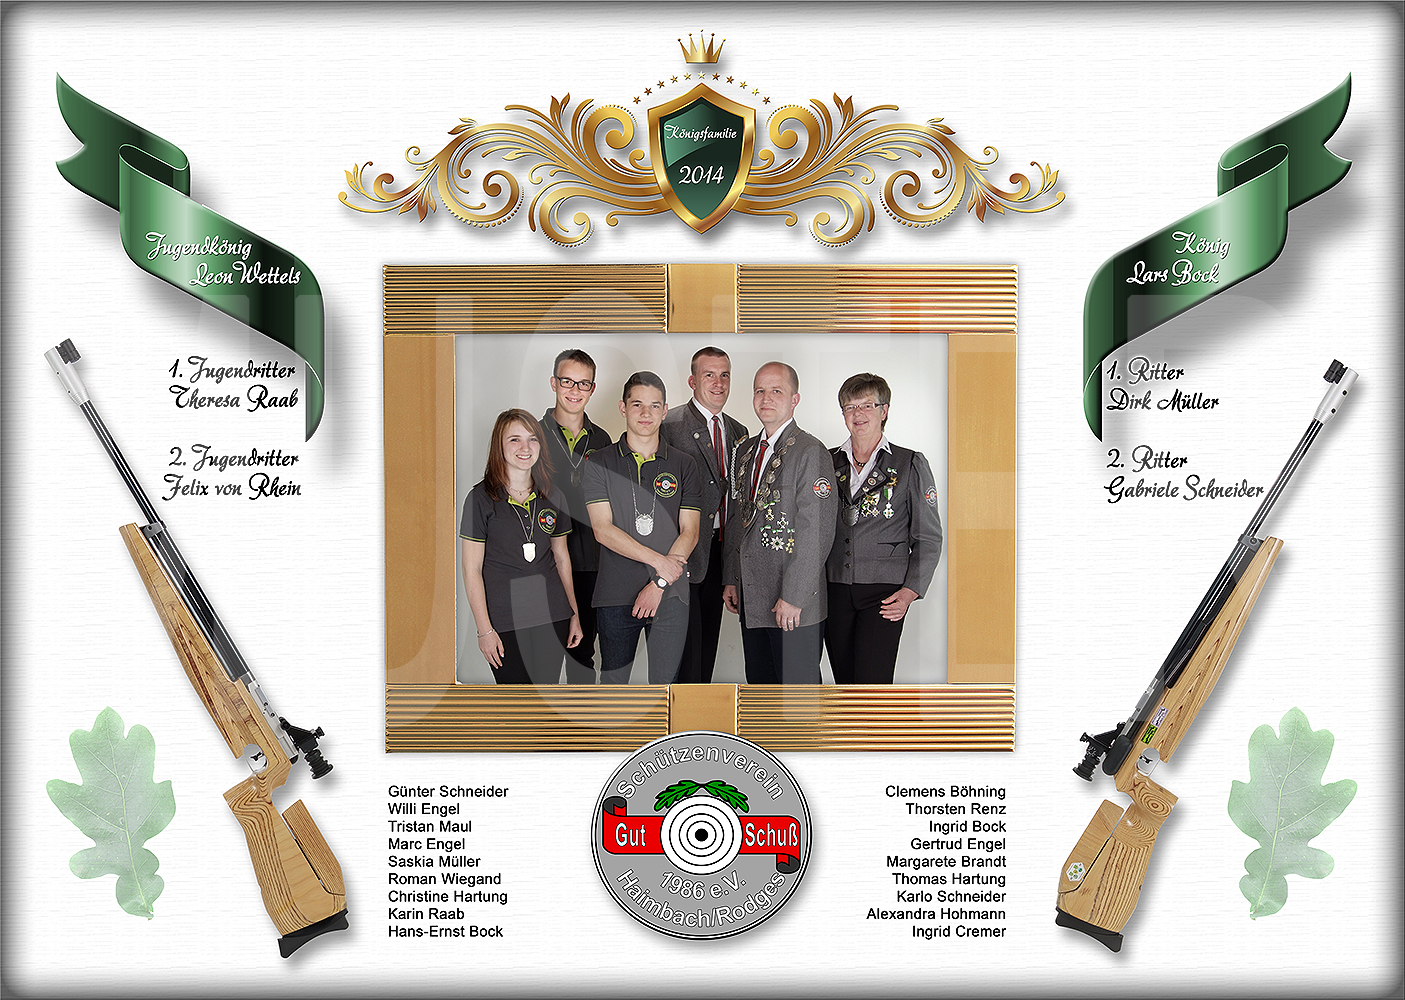 Königsfamilie
2014
Jugendkönig
Leon Wettels
König
Lars Bock
1. Jugendritter
Theresa Raab
2. Jugendritter
Felix von Rhein
1. Ritter
Dirk Müller
2. Ritter
Gabriele Schneider
Günter Schneider
Willi Engel
Tristan Maul
Marc Engel
Saskia Müller
Roman Wiegand
Christine Hartung
Karin Raab
Hans-Ernst Bock
Schützenverein
Gut Schuß
1986 e.V.
Haimbach/Rodges
Clemens Böhning
Thorsten Renz
Ingrid Bock
Gertrud Engel
Margarete Brandt
Thomas Hartung
Karlo Schneider
Alexandra Hohmann
Ingrid Cremer